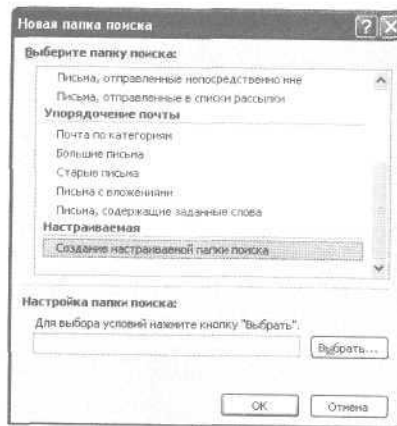 Новая папка поиска
Выберите папку поиска:
Письма, отправленные непосредственно мне
Письма, отправленные в списки рассылки
Упорядочение почты
Почта по категориям
Большие письма
Старые письма
Письма с вложениями
Письма, содержащие заданные слова
Настраиваемая
Создание настраиваемой папки поиска
Настройка папки поиска:
Для выбора условий нажмите кнопку "Выбрать".
Выбрать...
ОК Отмена